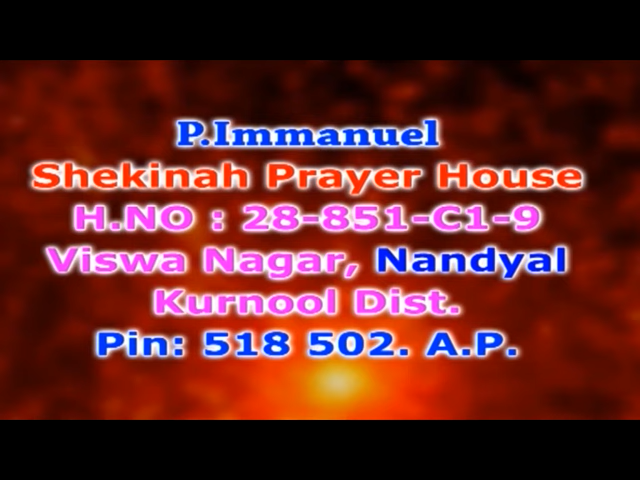 P.Immanuel
Shekinah Prayer House
H.NO : 28-851-C1-9
Viswa Nagar, Nandyal
Kurnool Dist.
Pin: 518 502. A.P.